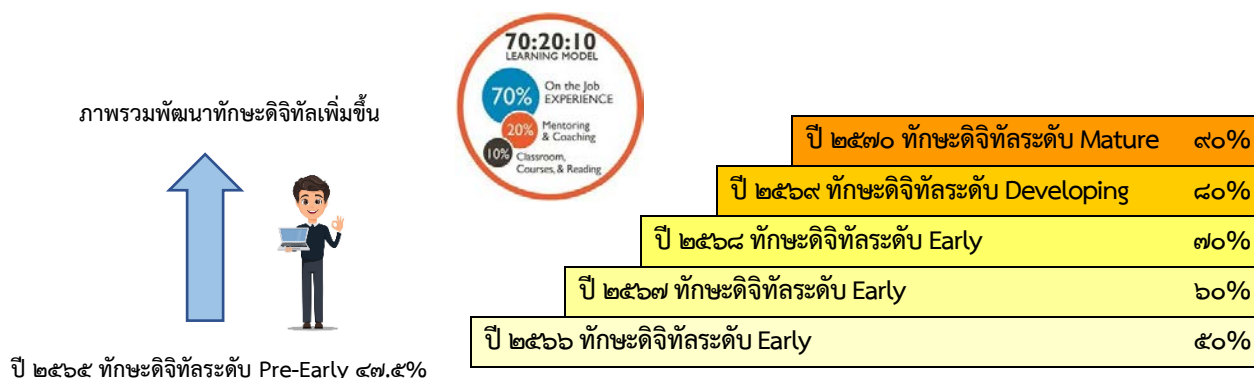 70:20:10
LEARNING MODEL
70%
On the Job
EXPERIENCE
20%
Mentoring
& Coaching
10%
Classroom,
Courses, & Reading
ภาพรวมพัฒนาทักษะดิจิทัลเพิ่มขึ้น
ปี ๒๕๗๐ ทักษะดิจิทัลระดับ Mature ๙๐%
ปี ๒๕๖๙ ทักษะดิจิทัลระดับ Developing ๘๐%
ปี ๒๕๖๘ ทักษะดิจิทัลระดับ Early ๗๐%
ปี ๒๕๖๗ ทักษะดิจิทัลระดับ Early ๖๐%
ปี ๒๕๖๖ ทักษะดิจิทัลระดับ Early ๕๐%
ปี ๒๕๖๕ ทักษะดิจิทัลระดับ Pre-Early ๔๗.๕%